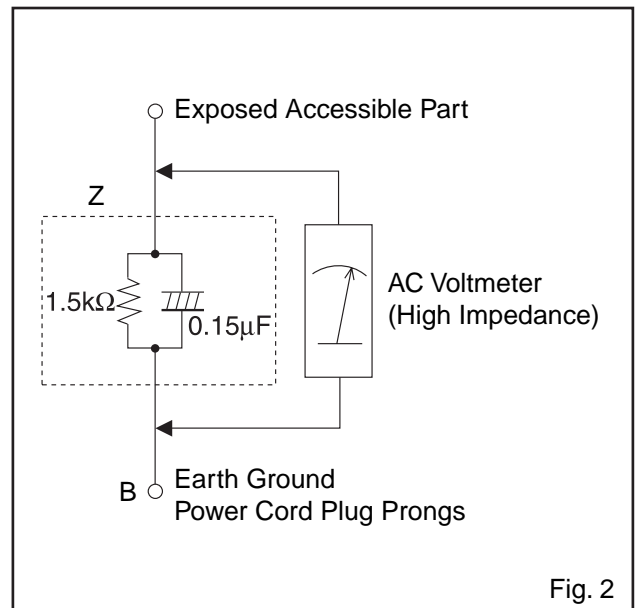 Exposed Accessible Part
Z
1.5kΩ
0.15μF
AC Voltmeter
(High Impedance)
B
Earth Ground
Power Cord Plug Prongs
Fig. 2